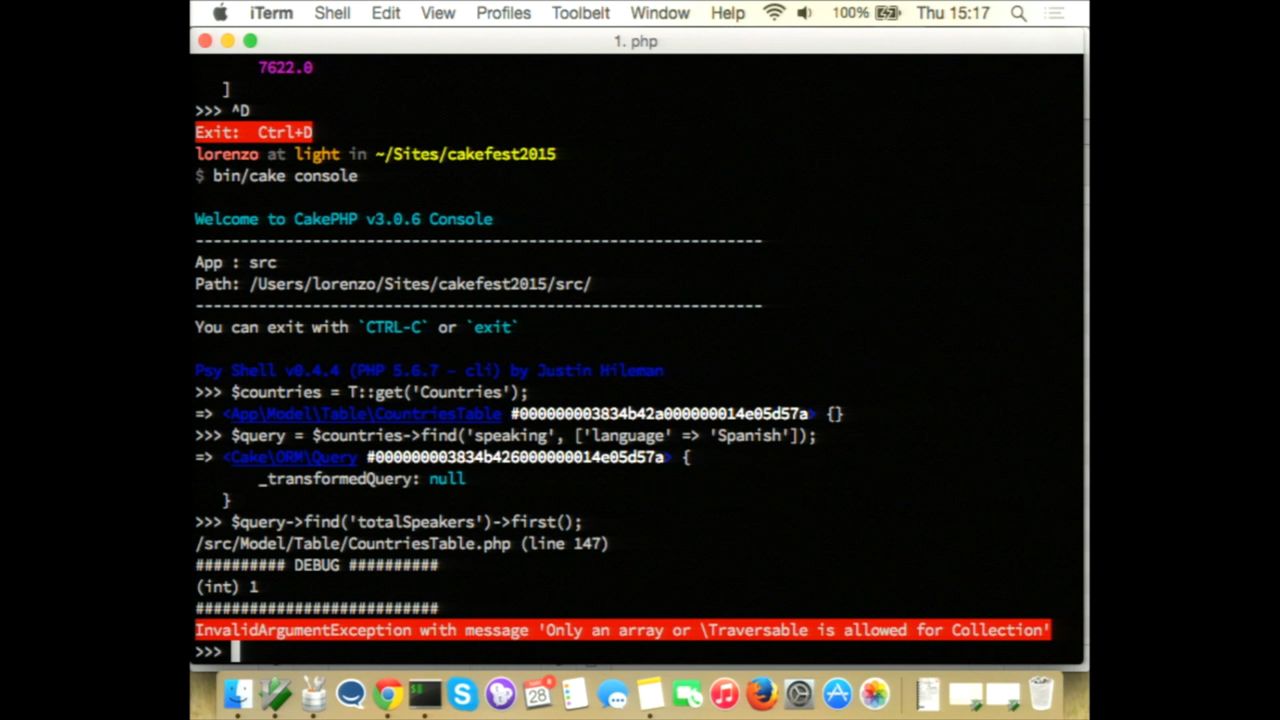 iTerm Shell Edit View Profiles Toolbelt Window Help 100% Thu 15:17
1. php
7622.0
]
>>> ^D
Exit:  Ctrl+D
lorenzo at light in ~/Sites/cakefest2015
$ bin/cake console
Welcome to CakePHP v3.0.6 Console
---------------------------------------------------------------
App : src
Path: /Users/lorenzo/Sites/cakefest2015/src/
---------------------------------------------------------------
You can exit with `CTRL-C` or `exit`
Psy Shell v0.4.4 (PHP 5.6.7 — cli) by Justin Hileman
>>> $countries = T::get('Countries');
=> <App\Model\Table\CountriesTable #000000003834b42a000000014e05d57a> {}
>>> $query = $countries->find('speaking', ['language' => 'Spanish']);
=> <Cake\ORM\Query #000000003834b426000000014e05d57a> {
_transformedQuery: null
}
>>> $query->find('totalSpeakers')->first();
/src/Model/Table/CountriesTable.php (line 147)
########## DEBUG ##########
(int) 1
###########################
InvalidArgumentException with message 'Only an array or \Traversable is allowed for Collection'
>>>
28